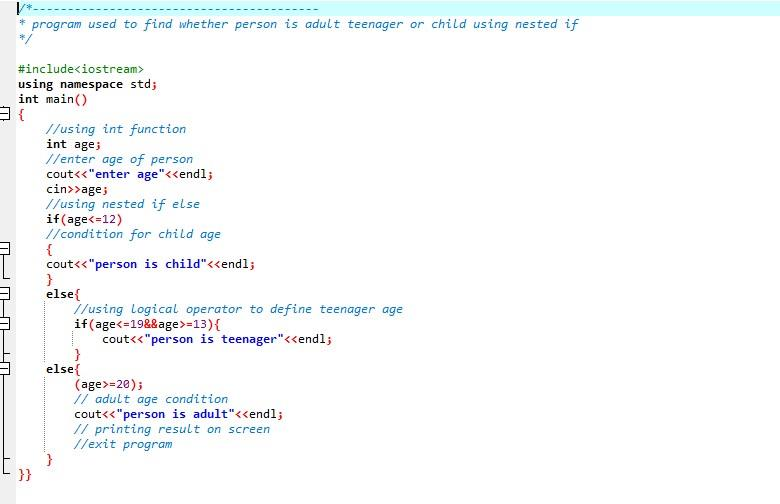 /*-----------------------------------------
* program used to find whether person is adult teenager or child using nested if
*/
#include<iostream>
using namespace std;
int main()
{
//using int function
int age;
//enter age of person
cout<<"enter age"<<endl;
cin>>age;
//using nested if else
if(age<=12)
//condition for child age
{
cout<<"person is child"<<endl;
}
else{
//using logical operator to define teenager age
if(age<=19&&age>=13){
cout<<"person is teenager"<<endl;
}
else{
(age>=20);
// adult age condition
cout<<"person is adult"<<endl;
// printing result on screen
//exit program
}
}}